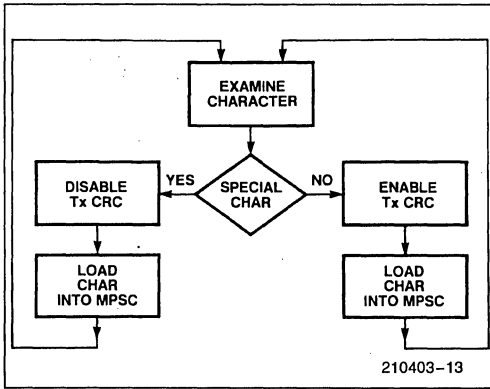 EXAMINE
CHARACTER
YES
SPECIAL
CHAR
NO
DISABLE
Tx CRC
ENABLE
Tx CRC
LOAD
CHAR
INTO MPSC
LOAD
CHAR
INTO MPSC
210403-13